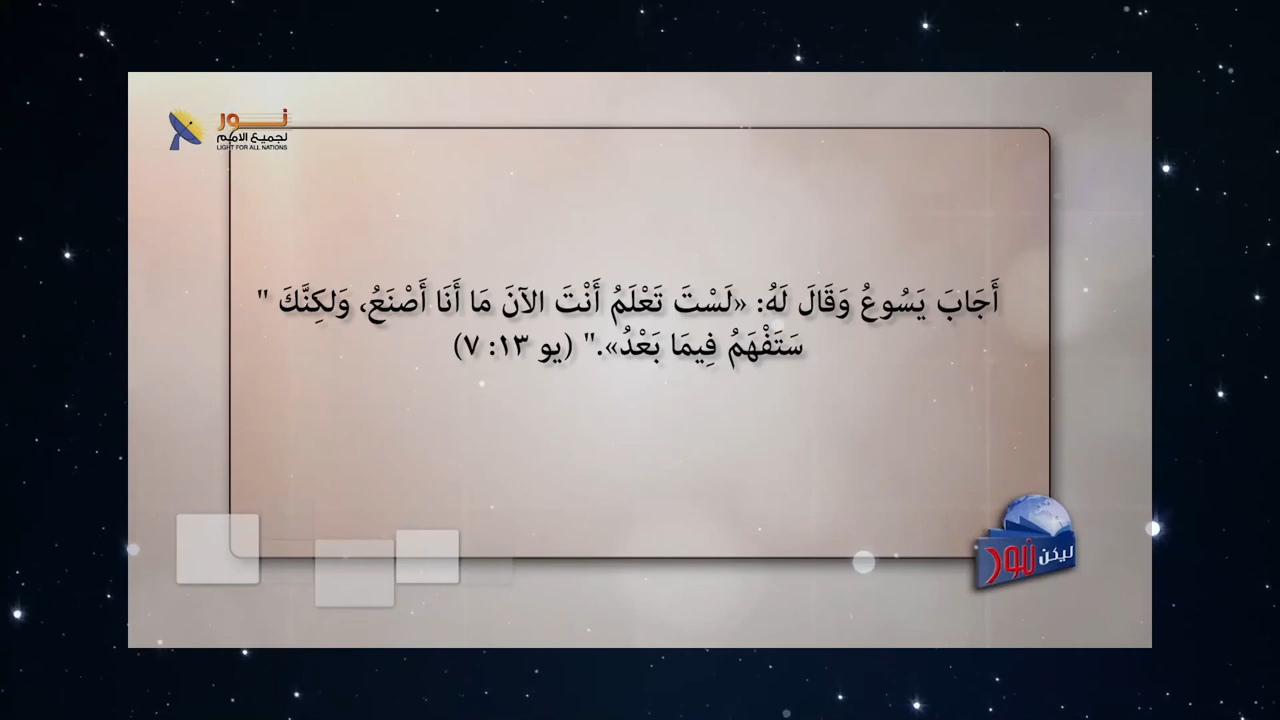 نور
لجميع الامم
LIGHT FOR ALL NATIONS
أَجَابَ يَسُوعُ وَقَالَ لَهُ: «لَسْتَ تَعْلَمُ أَنْتَ الآنَ مَا أَنَا أَصْنَعُ، وَلكِنَّكَ "
سَتَفْهَمُ فِيمَا بَعْدُ».” (يو ١٣: ٧)
ليكن نور